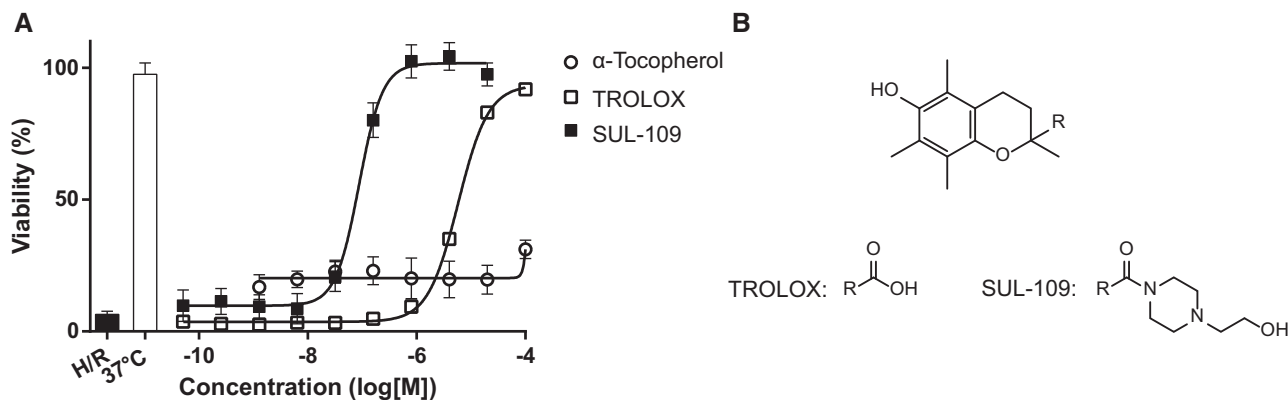 A
Viability (%)
100
50
0
H/R
37°C
-10
-8
-6
-4
Concentration (log[M])
α-Tocopherol
TROLOX
SUL-109
B
HO
R
O
TROLOX:
R
O
OH
SUL-109:
R
O
N
N
OH